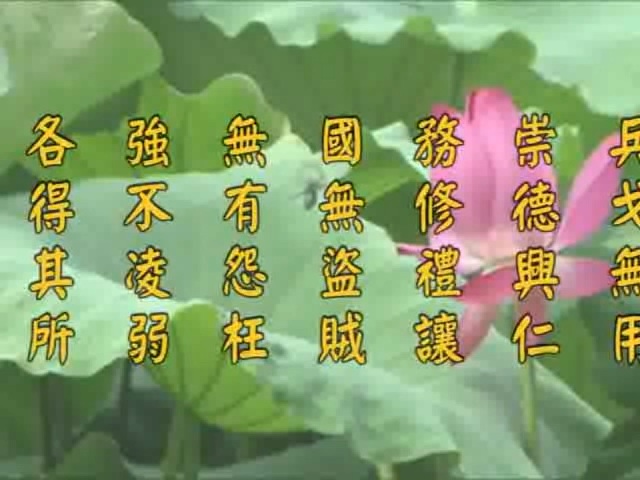 兵戈無用
崇德興仁
務修禮讓
國無盜賊
無有怨枉
強不凌弱
各得其所